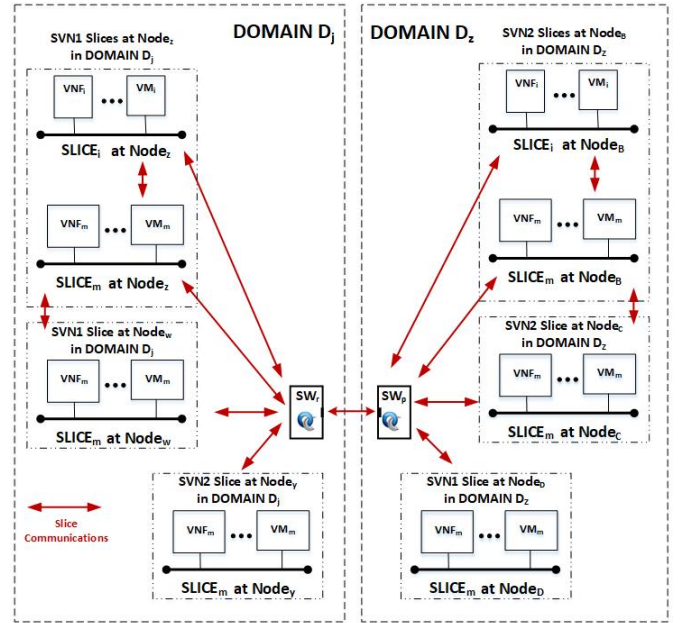 DOMAIN Dj
SVN1 Slices at Nodez
in DOMAIN Dj
VNFi
VMi
SLICEi at Nodez
VNFm
VMm
SLICEm at Nodez
SVN1 Slice at Nodew
in DOMAIN Dj
VNFm
VMm
SLICEm at Nodew
SWr
SVN2 Slice at NodeY
in DOMAIN Dj
VNFm
VMm
SLICEm at NodeY
Slice
Communications
DOMAIN Dz
SVN2 Slices at NodeB
in DOMAIN DZ
VNFi
VMi
SLICEi at NodeB
VNFm
VMm
SLICEm at NodeB
SVN2 Slice at NodeC
in DOMAIN DZ
VNFm
VMm
SLICEm at NodeC
SWp
SVN1 Slice at NodeD
in DOMAIN DZ
VNFm
VMm
SLICEm at NodeD